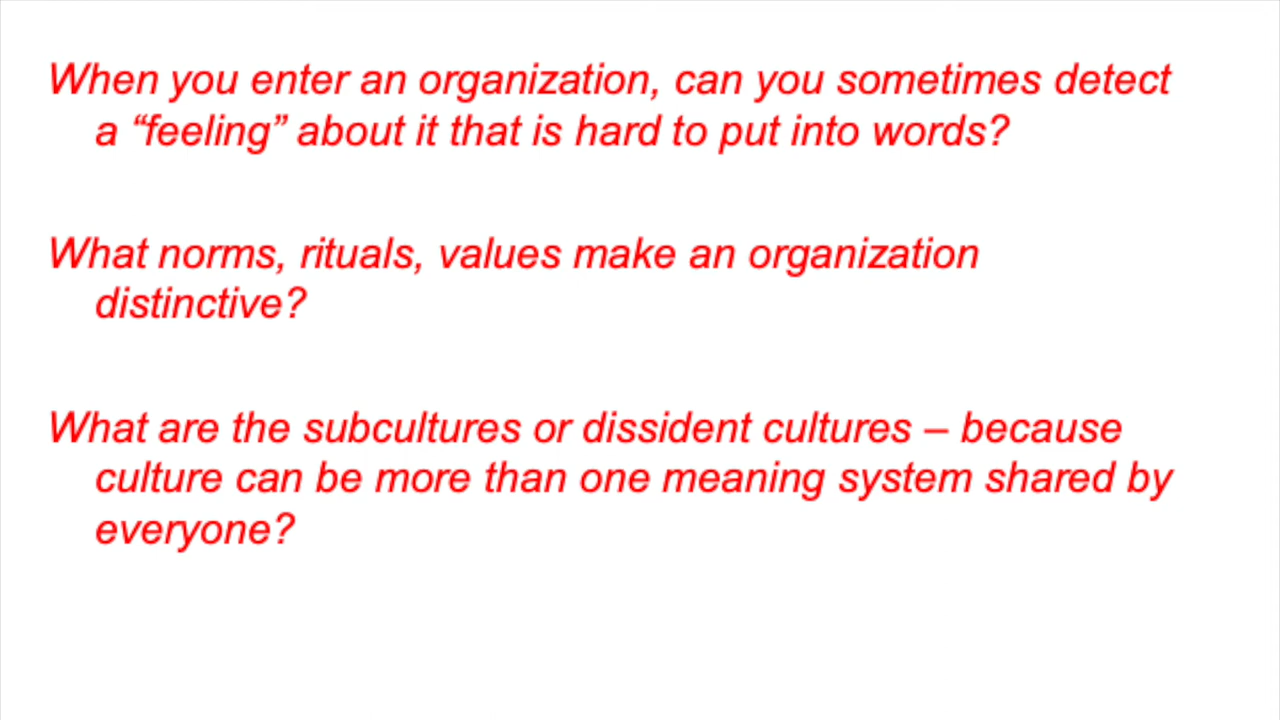 When you enter an organization, can you sometimes detect
a “feeling” about it that is hard to put into words?
What norms, rituals, values make an organization
distinctive?
What are the subcultures or dissident cultures – because
culture can be more than one meaning system shared by
everyone?